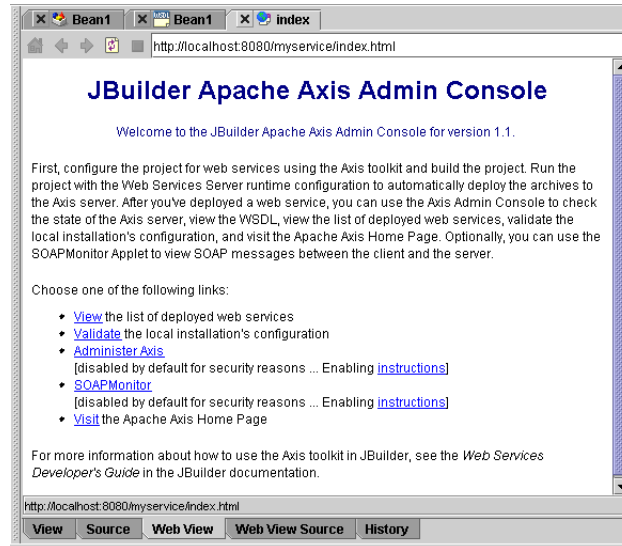 Bean1 Bean1 index
http://localhost:8080/myservice/index.html
JBuilder Apache Axis Admin Console
Welcome to the JBuilder Apache Axis Admin Console for version 1.1.
First, configure the project for web services using the Axis toolkit and build the project. Run the
project with the Web Services Server runtime configuration to automatically deploy the archives to
the Axis server. After you've deployed a web service, you can use the Axis Admin Console to check
the state of the Axis server, view the WSDL, view the list of deployed web services, validate the
local installation's configuration, and visit the Apache Axis Home Page. Optionally, you can use the
SOAPMonitor Applet to view SOAP messages between the client and the server.
Choose one of the following links:
• View the list of deployed web services
• Validate the local installation's configuration
• Administer Axis
[disabled by default for security reasons ... Enabling instructions]
• SOAPMonitor
[disabled by default for security reasons ... Enabling instructions]
• Visit the Apache Axis Home Page
For more information about how to use the Axis toolkit in JBuilder, see the Web Services
Developer's Guide in the JBuilder documentation.
http://localhost:8080/myservice/index.html
View Source Web View Web View Source History